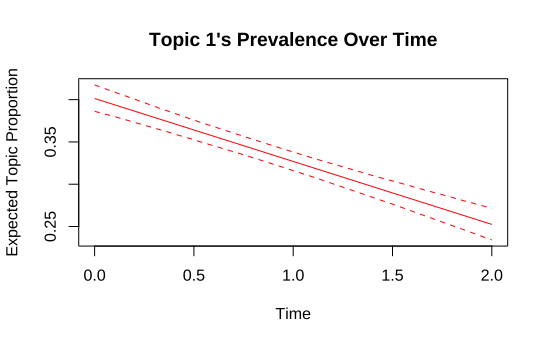 Topic 1's Prevalence Over Time
Expected Topic Proportion
0.35
0.25
0.0 0.5 1.0 1.5 2.0
Time